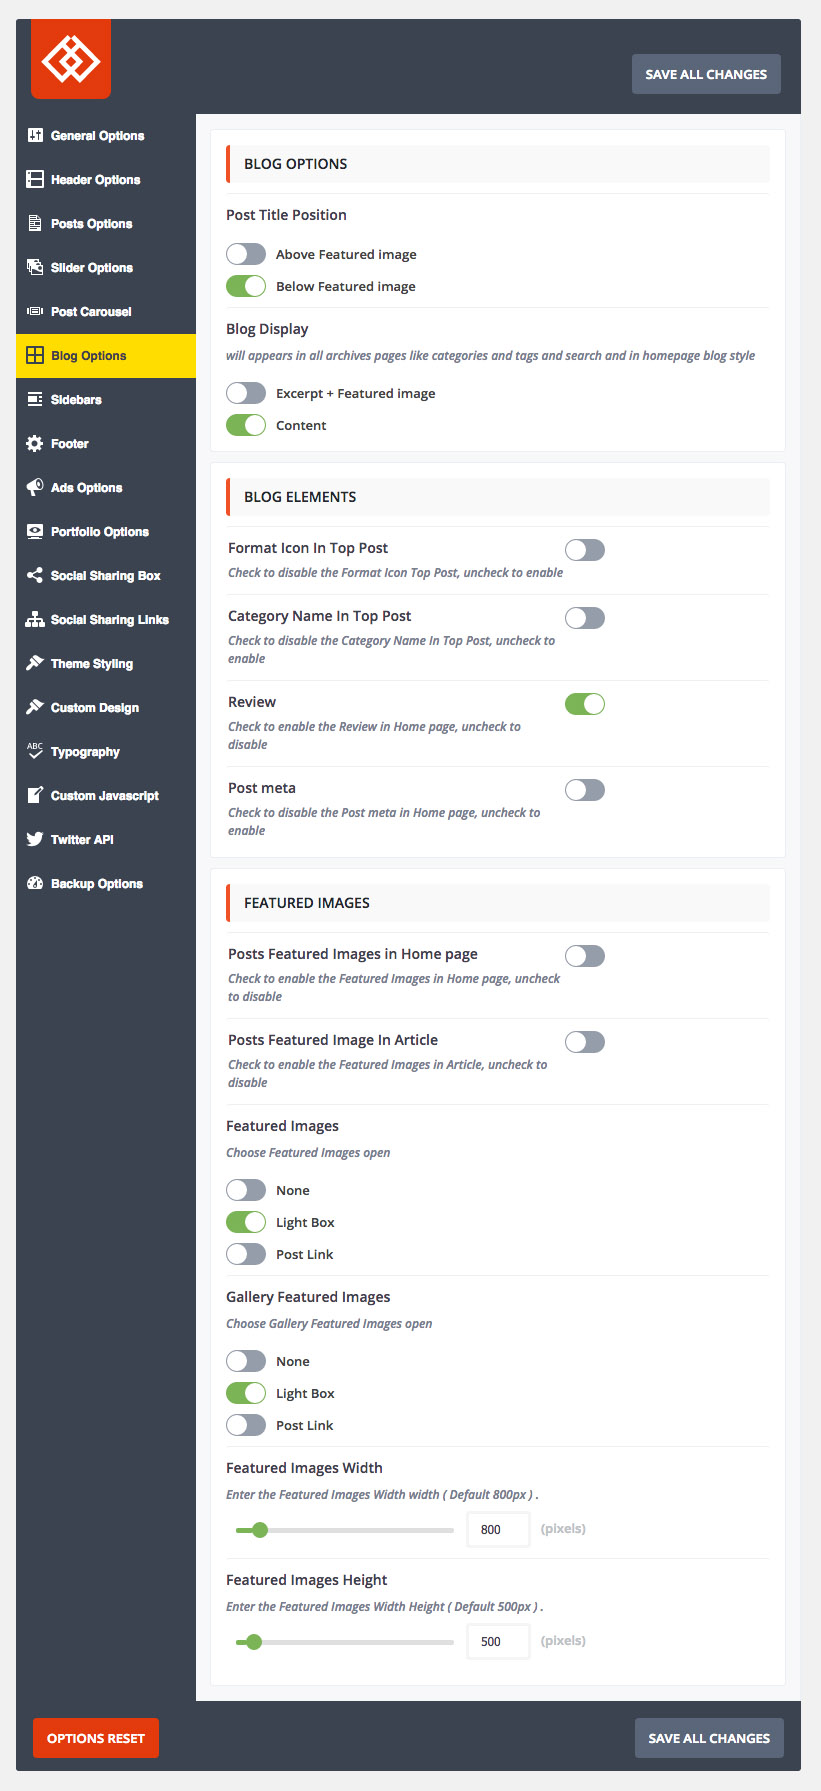 SAVE ALL CHANGES
General Options
Header Options
Posts Options
Slider Options
Post Carousel
Blog Options
Sidebars
Footer
Ads Options
Portfolio Options
Social Sharing Box
Social Sharing Links
Theme Styling
Custom Design
ABC
Typography
Custom Javascript
Twitter API
Backup Options
BLOG OPTIONS
Post Title Position
Above Featured image
Below Featured image
Blog Display
will appears in all archives pages like categories and tags and search and in homepage blog style
Excerpt + Featured image
Content
BLOG ELEMENTS
Format Icon In Top Post
Check to disable the Format Icon Top Post, uncheck to enable
Category Name In Top Post
Check to disable the Category Name In Top Post, uncheck to
enable
Review
Check to enable the Review in Home page, uncheck to
disable
Post meta
Check to disable the Post meta in Home page, uncheck to
enable
FEATURED IMAGES
Posts Featured Images in Home page
Check to enable the Featured Images in Home page, uncheck
to disable
Posts Featured Image In Article
Check to enable the Featured Images in Article, uncheck to
disable
Featured Images
Choose Featured Images open
None
Light Box
Post Link
Gallery Featured Images
Choose Gallery Featured Images open
None
Light Box
Post Link
Featured Images Width
Enter the Featured Images Width width ( Default 800px ) .
800 (pixels)
Featured Images Height
Enter the Featured Images Width Height ( Default 500px ) .
500 (pixels)
OPTIONS RESET
SAVE ALL CHANGES